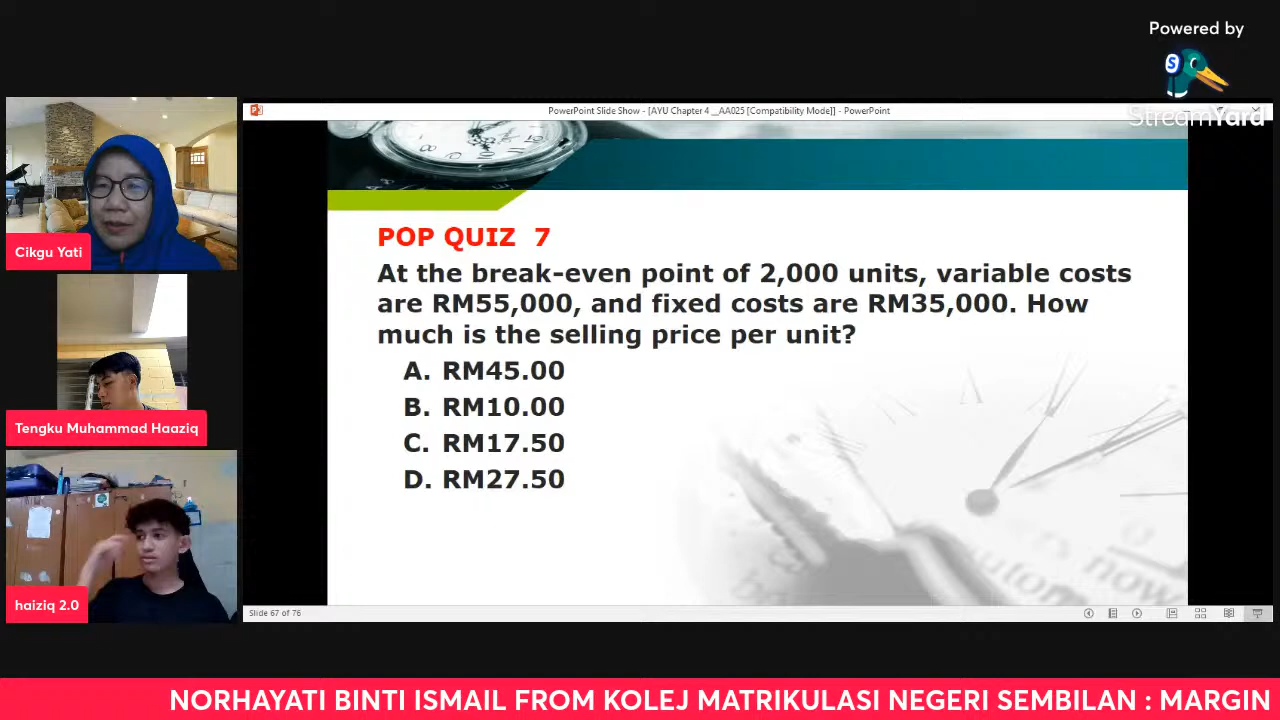 Powered by
StreamYard
PowerPoint Slide Show - [AYU Chapter 4 __AA025 [Compatibility Mode]] - PowerPoint
Cikgu Yati
Tengku Muhammad Haaziq
haiziq 2.0
POP QUIZ 7
At the break-even point of 2,000 units, variable costs
are RM55,000, and fixed costs are RM35,000. How
much is the selling price per unit?
A. RM45.00
B. RM10.00
C. RM17.50
D. RM27.50
Slide 67 of 76
NORHAYATI BINTI ISMAIL FROM KOLEJ MATRIKULASI NEGERI SEMBILAN : MARGIN